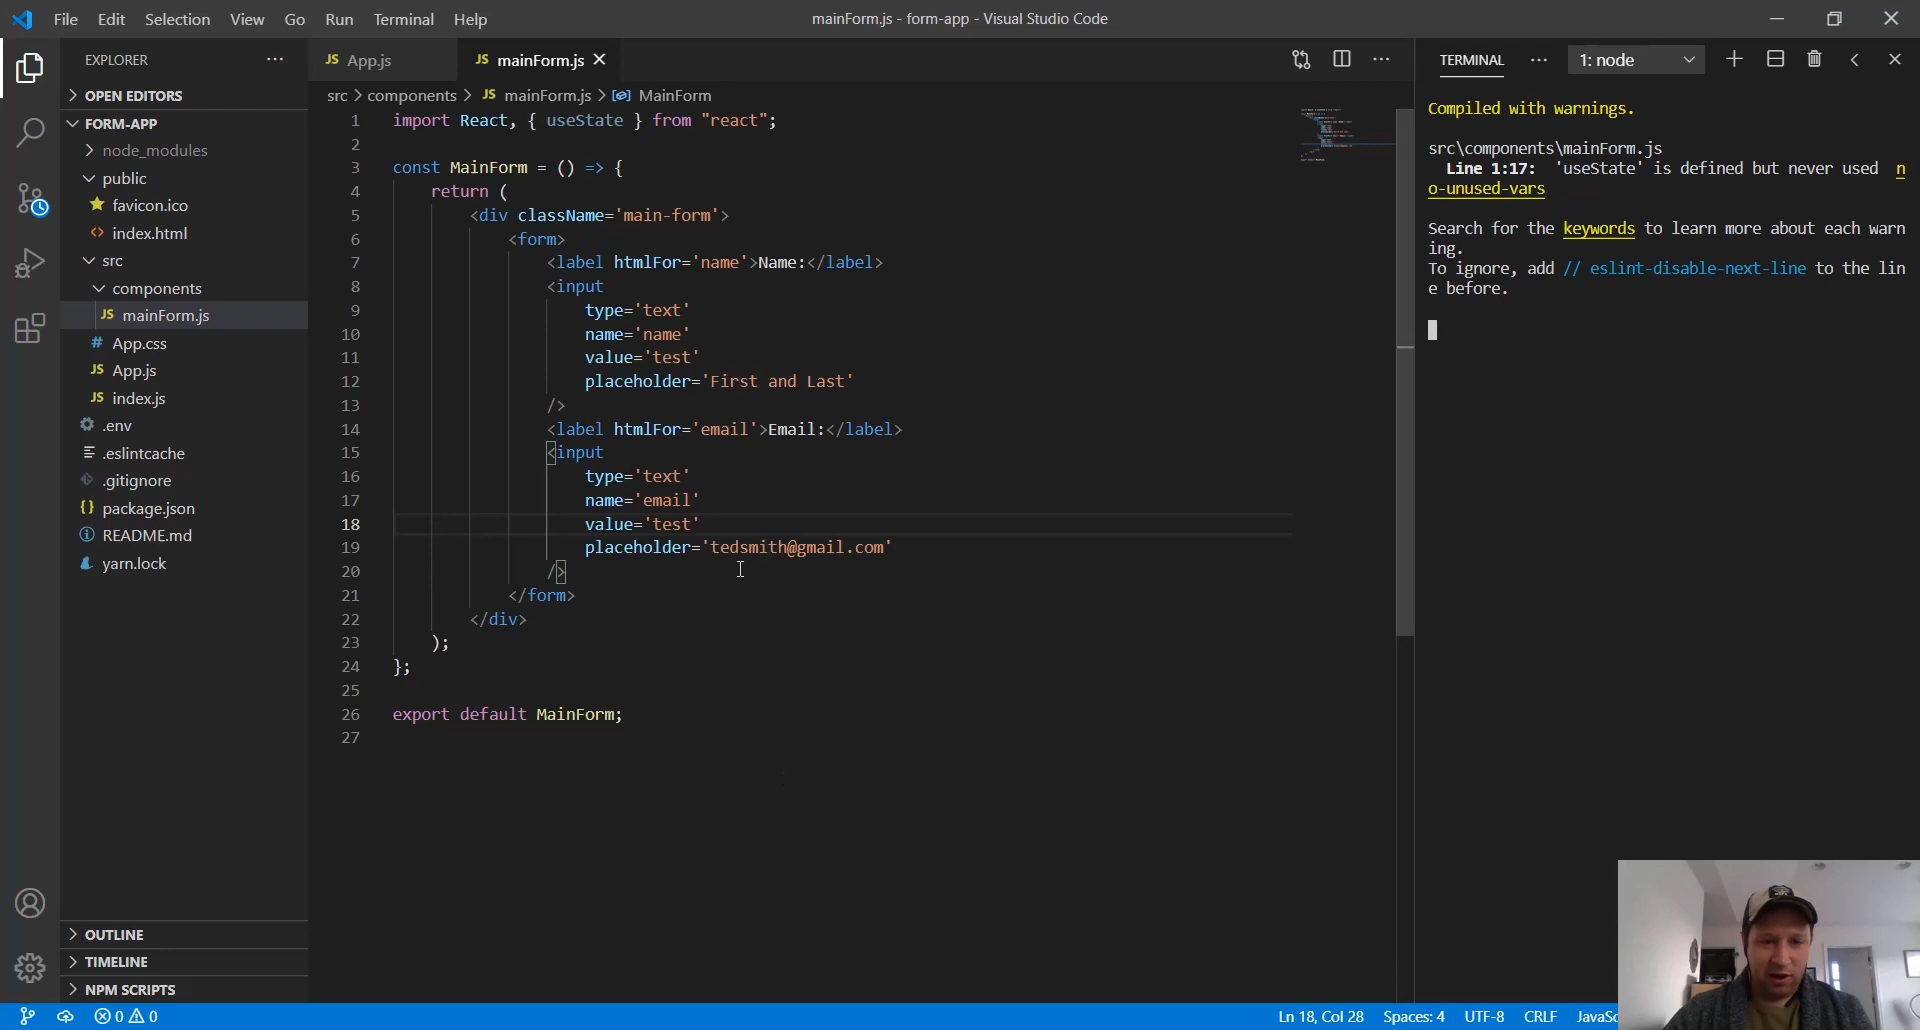 File Edit Selection View Go Run Terminal Help
mainForm.js - form-app - Visual Studio Code
EXPLORER ···
OPEN EDITORS
FORM-APP
node_modules
public
favicon.ico
<> index.html
src
components
JS mainForm.js
# App.css
JS App.js
JS index.js
.env
.eslintcache
.gitignore
{} package.json
README.md
yarn.lock
OUTLINE
TIMELINE
NPM SCRIPTS
JS App.js JS mainForm.js
src > components > JS mainForm.js > MainForm
1 import React, { useState } from "react";
2
3 const MainForm = () => {
4 return (
5 <div className='main-form'>
6 <form>
7 <label htmlFor='name'>Name:</label>
8 <input
9 type='text'
10 name='name'
11 value='test'
12 placeholder='First and Last'
13 />
14 <label htmlFor='email'>Email:</label>
15 <input
16 type='text'
17 name='email'
18 value='test'
19 placeholder='tedsmith@gmail.com'
20 />
21 </form>
22 </div>
23 );
24 };
25
26 export default MainForm;
27
TERMINAL ··· 1: node
Compiled with warnings.
src\components\mainForm.js
Line 1:17: 'useState' is defined but never used n
o-unused-vars
Search for the keywords to learn more about each warn
ing.
To ignore, add // eslint-disable-next-line to the lin
e before.
0 0 Ln 18, Col 28 Spaces: 4 UTF-8 CRLF JavaSc